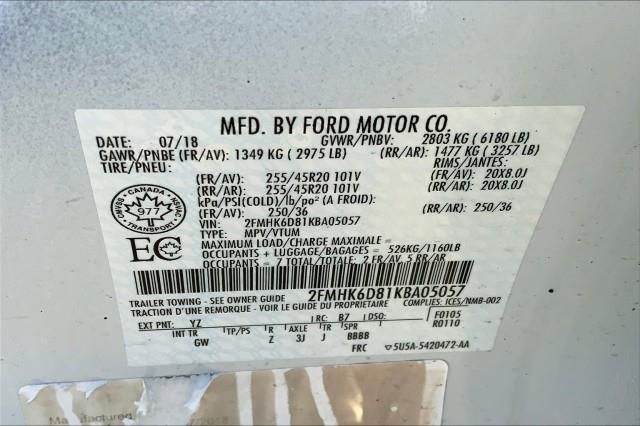 MFD. BY FORD MOTOR CO.
DATE: 07/18 GVWR/PNBV: 2803 KG ( 6180 LB)
GAWR/PNBE (FR/AV): 1349 KG ( 2975 LB) (RR/AR): 1477 KG ( 3257 LB)
TIRE/PNEU: RIMS/JANTES:
(FR/AV): 255/45R20 101V (FR/AV): 20X8.0J
(RR/AR): 255/45R20 101V (RR/AR): 20X8.0J
kPa/PSI(COLD)/lb/po² (A FROID):
(FR/AV): 250/36 (RR/AR): 250/36
VIN: 2FMHK6D81KBA05057
TYPE: MPV/VTUM
MAXIMUM LOAD/CHARGE MAXIMALE =
OCCUPANTS + LUGGAGE/BAGAGES = 526KG/1160LB
OCCUPANTS = 7 TOTAL/TOTALE: 2 FR/AV 5 RR/AR
CANADA
977
TRANSPORT
EC
2FMHK6D81KBA05057
TRAILER TOWING - SEE OWNER GUIDE COMPLIES: ICES/NMB-002
TRACTION D'UNE REMORQUE - VOIR LE GUIDE DU PROPRIETAIRE
EXT PNT: YZ RC: B7 DSO: F0105
INT TR TP/PS R AXLE TR SPR R0110
GW Z 3J J BBBB
FRC 5U5A-5420472-AA
Manufactured
7/2018